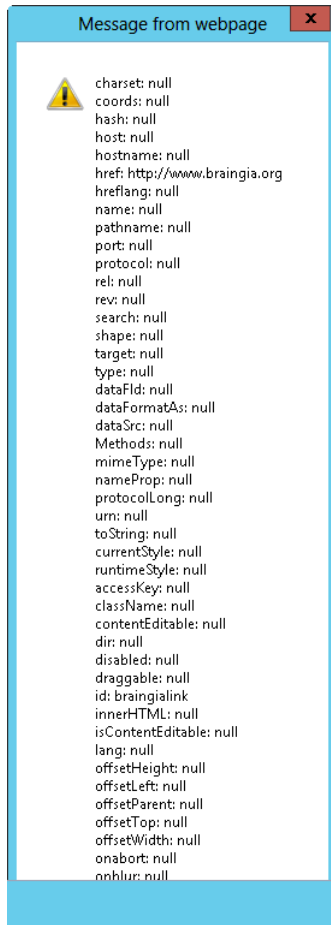 Message from webpage
x
charset: null
coords: null
hash: null
host: null
hostname: null
href: http://www.braingia.org
hreflang: null
name: null
pathname: null
port: null
protocol: null
rel: null
rev: null
search: null
shape: null
target: null
type: null
dataFld: null
dataFormatAs: null
dataSrc: null
Methods: null
mimeType: null
nameProp: null
protocolLong: null
urn: null
toString: null
currentStyle: null
runtimeStyle: null
accessKey: null
className: null
contentEditable: null
dir: null
disabled: null
draggable: null
id: braingialink
innerHTML: null
isContentEditable: null
lang: null
offsetHeight: null
offsetLeft: null
offsetParent: null
offsetTop: null
offsetWidth: null
onabort: null
onblur: null